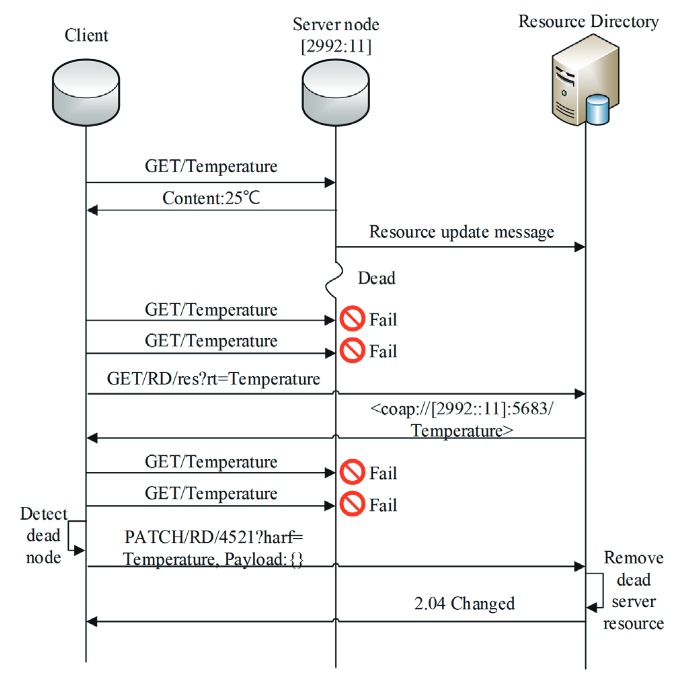 Client
Server node
[2992:11]
Resource Directory
GET/Temperature
Content:25℃
Resource update message
Dead
GET/Temperature
Fail
GET/Temperature
Fail
GET/RD/res?rt=Temperature
<coap://[2992::11]:5683/
Temperature>
GET/Temperature
Fail
GET/Temperature
Fail
Detect
dead
node
PATCH/RD/4521?harf=
Temperature, Payload:{}
Remove
dead
server
resource
2.04 Changed